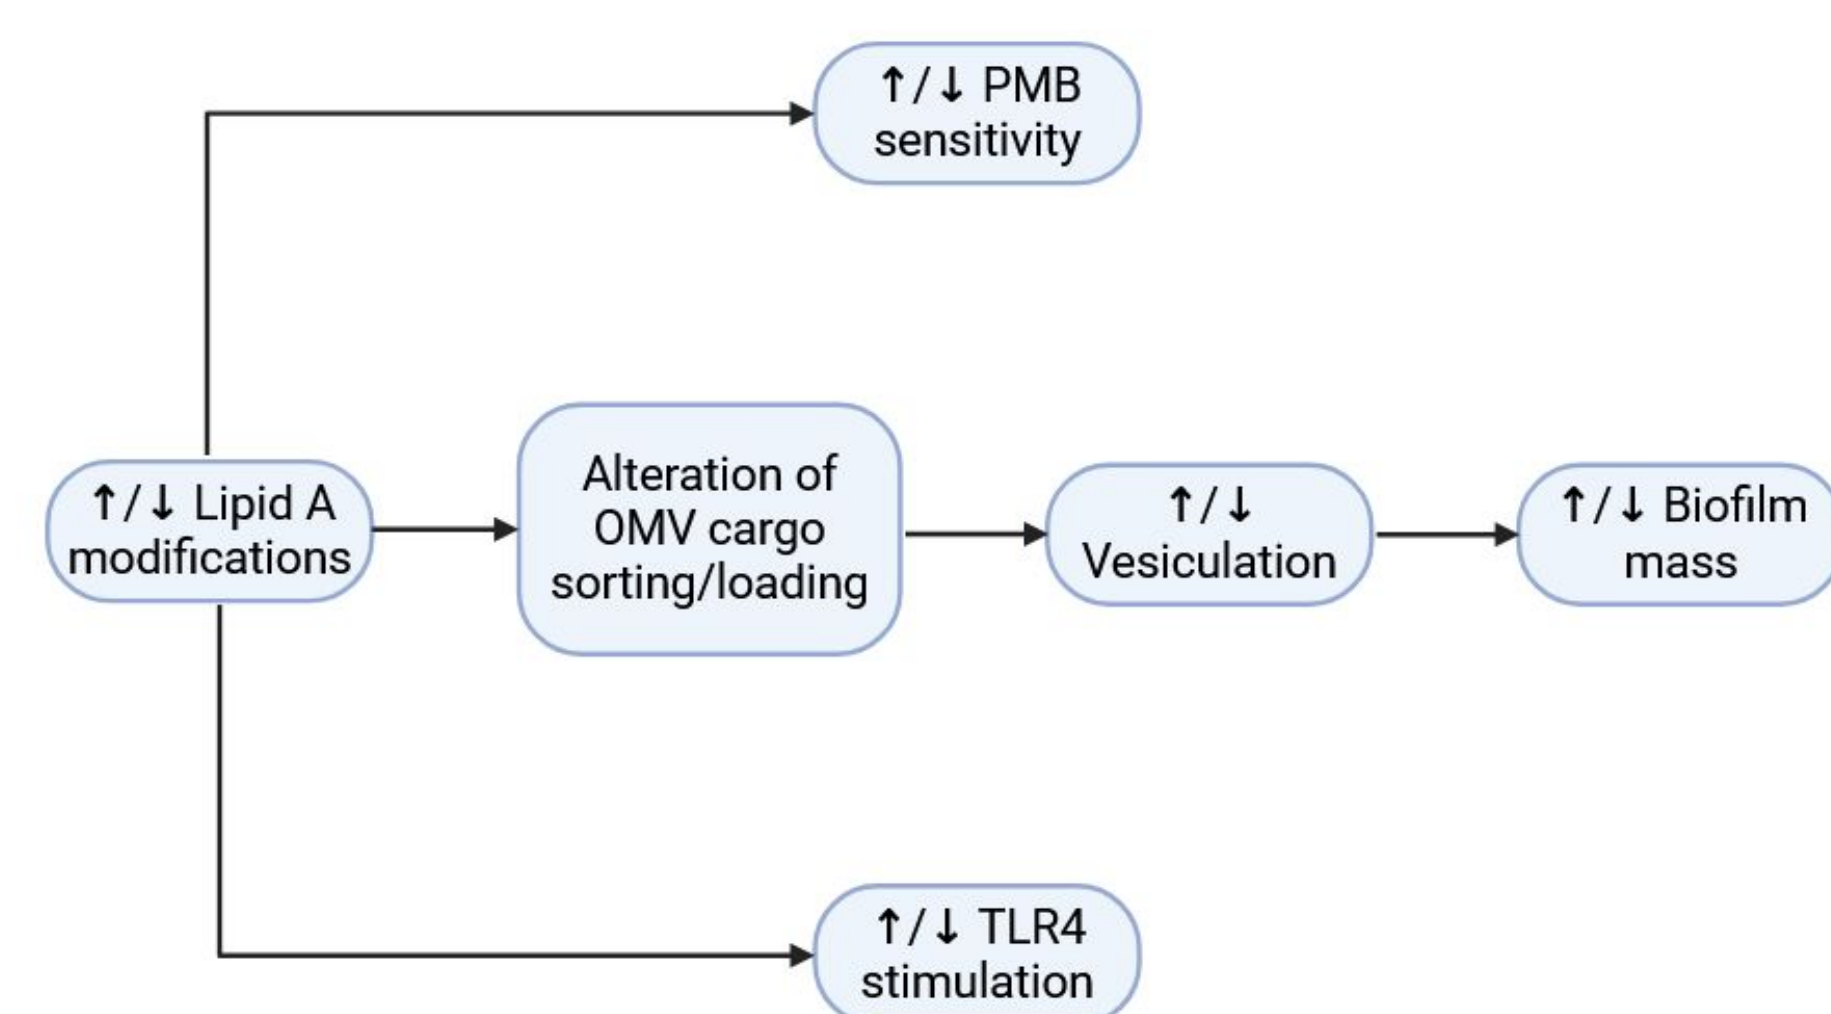 ↑/↓ PMB
sensitivity
↑/↓ Lipid A
modifications
Alteration of
OMV cargo
sorting/loading
↑/↓
Vesiculation
↑/↓ Biofilm
mass
↑/↓ TLR4
stimulation